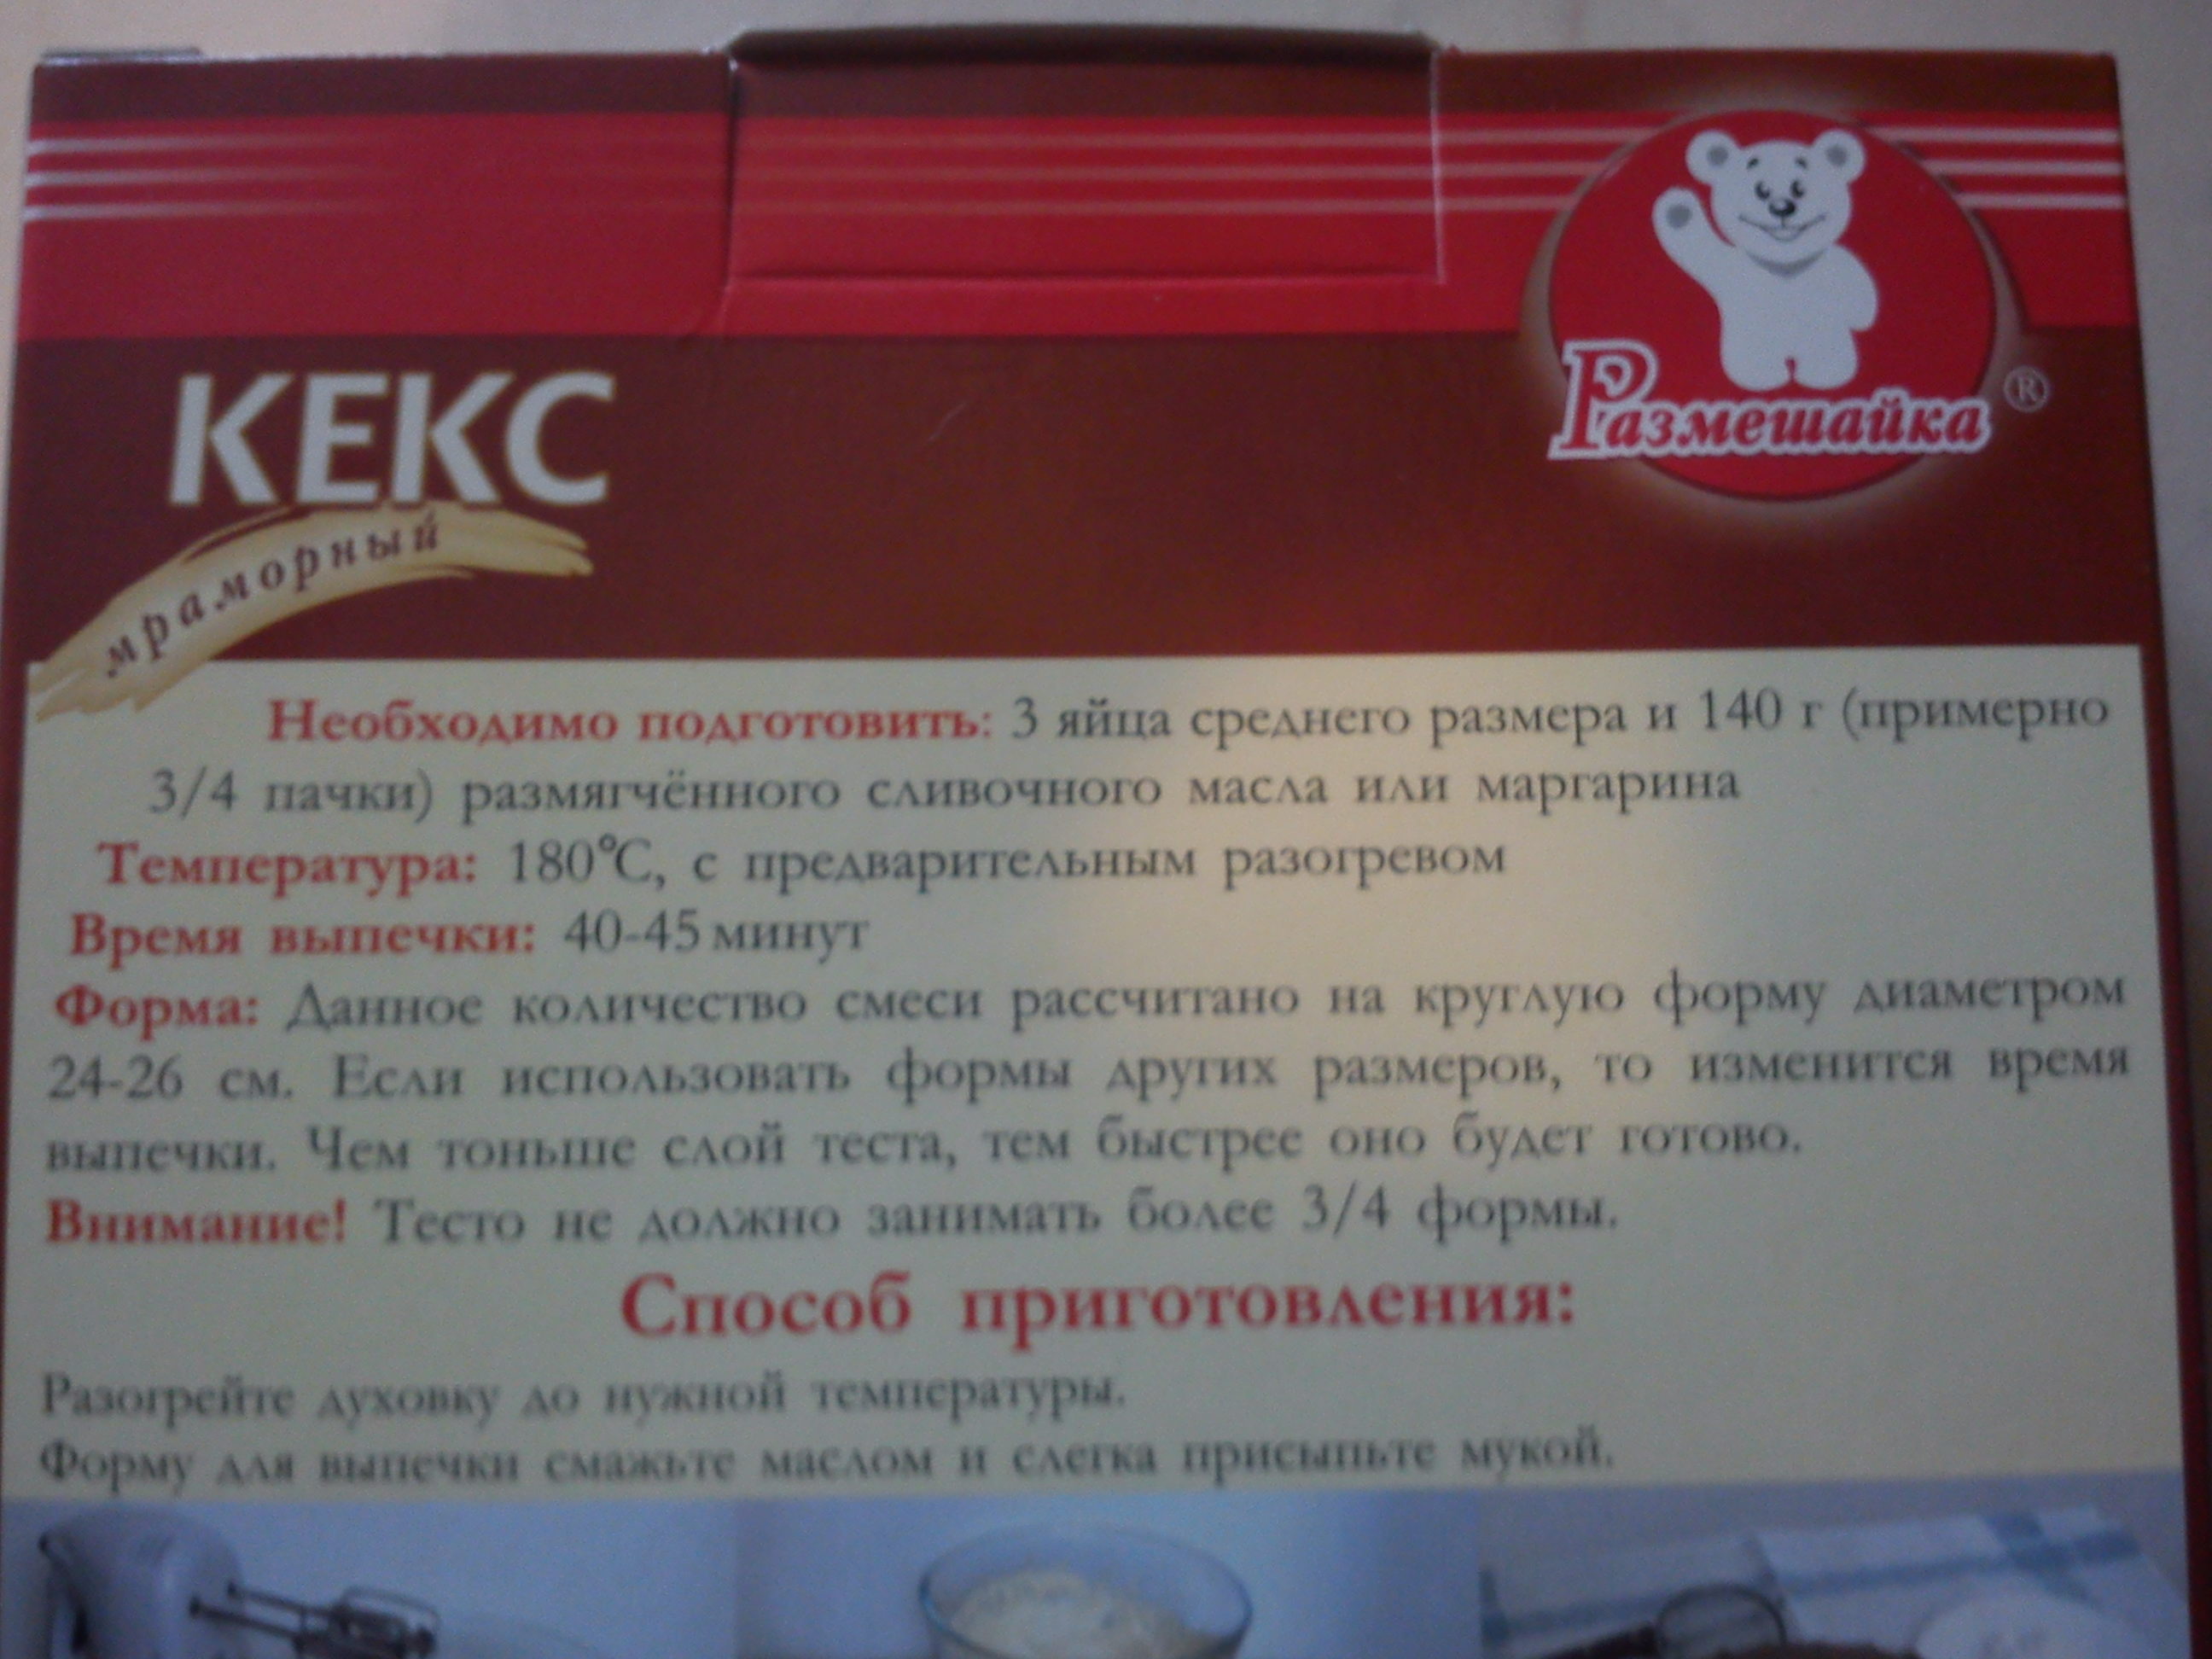 КЕКС
мраморный
Размешайка ®
Необходимо подготовить: 3 яйца среднего размера и 140 г (примерно
3/4 пачки) размягчённого сливочного масла или маргарина
Температура: 180°С, с предварительным разогревом
Время выпечки: 40-45 минут
Форма: Данное количество смеси рассчитано на круглую форму диаметром
24-26 см. Если использовать формы других размеров, то изменится время
выпечки. Чем тоньше слой теста, тем быстрее оно будет готово.
Внимание! Тесто не должно занимать более 3/4 формы.
Способ приготовления:
Разогрейте духовку до нужной температуры.
Форму для выпечки смажьте маслом и слегка присыпьте мукой.